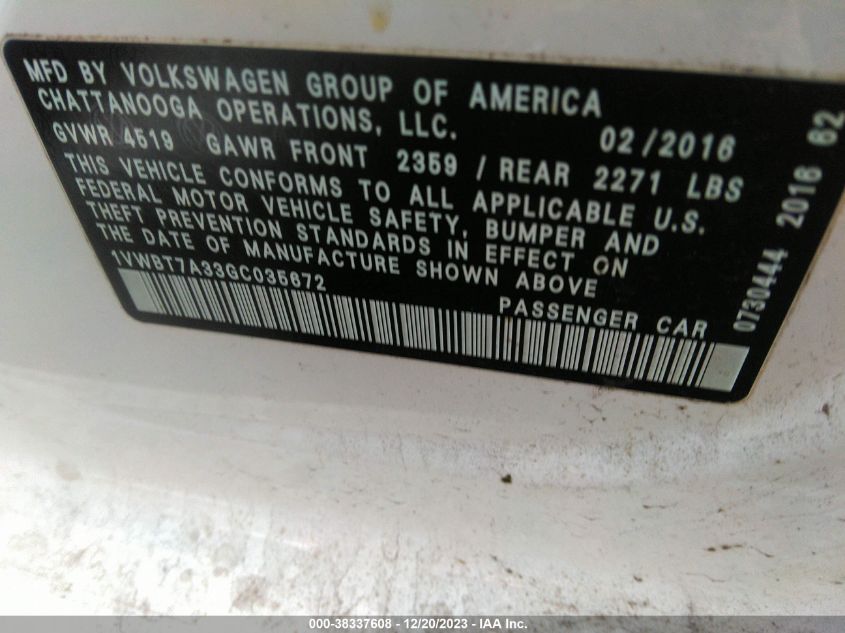 MFD BY VOLKSWAGEN GROUP OF AMERICA
CHATTANOOGA OPERATIONS, LLC.
02/2016
GVWR 4519 GAWR FRONT 2359 / REAR 2271 LBS
THIS VEHICLE CONFORMS TO ALL APPLICABLE U.S.
FEDERAL MOTOR VEHICLE SAFETY, BUMPER AND
THEFT PREVENTION STANDARDS IN EFFECT ON
THE DATE OF MANUFACTURE SHOWN ABOVE
1VWBT7A33GC035672
PASSENGER CAR
0730444 2016 62
000-38337608 - 12/20/2023 - IAA Inc.